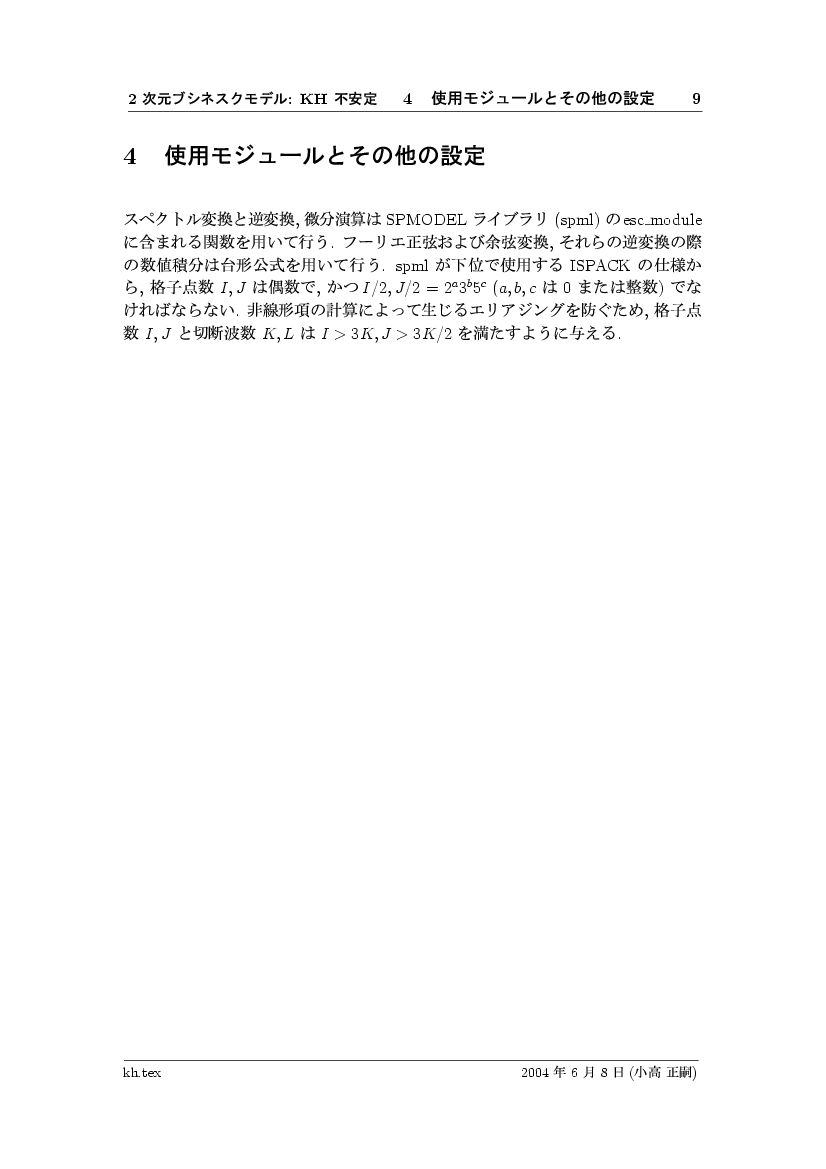 2 次元ブシネスクモデル: KH 不安定　4　使用モジュールとその他の設定　9
4　使用モジュールとその他の設定
スペクトル変換と逆変換, 微分演算は SPMODEL ライブラリ (spml) の esc_module
に含まれる関数を用いて行う. フーリエ正弦および余弦変換, それらの逆変換の際
の数値積分は台形公式を用いて行う. spml が下位で使用する ISPACK の仕様か
ら, 格子点数 I, J は偶数で, かつ I/2, J/2 = 2ᵃ3ᵇ5ᶜ (a, b, c は 0 または整数) でな
ければならない. 非線形項の計算によって生じるエリアジングを防ぐため, 格子点
数 I, J と切断波数 K, L は I > 3K, J > 3K/2 を満たすように与える.
kh.tex　2004 年 6 月 8 日 (小高 正嗣)